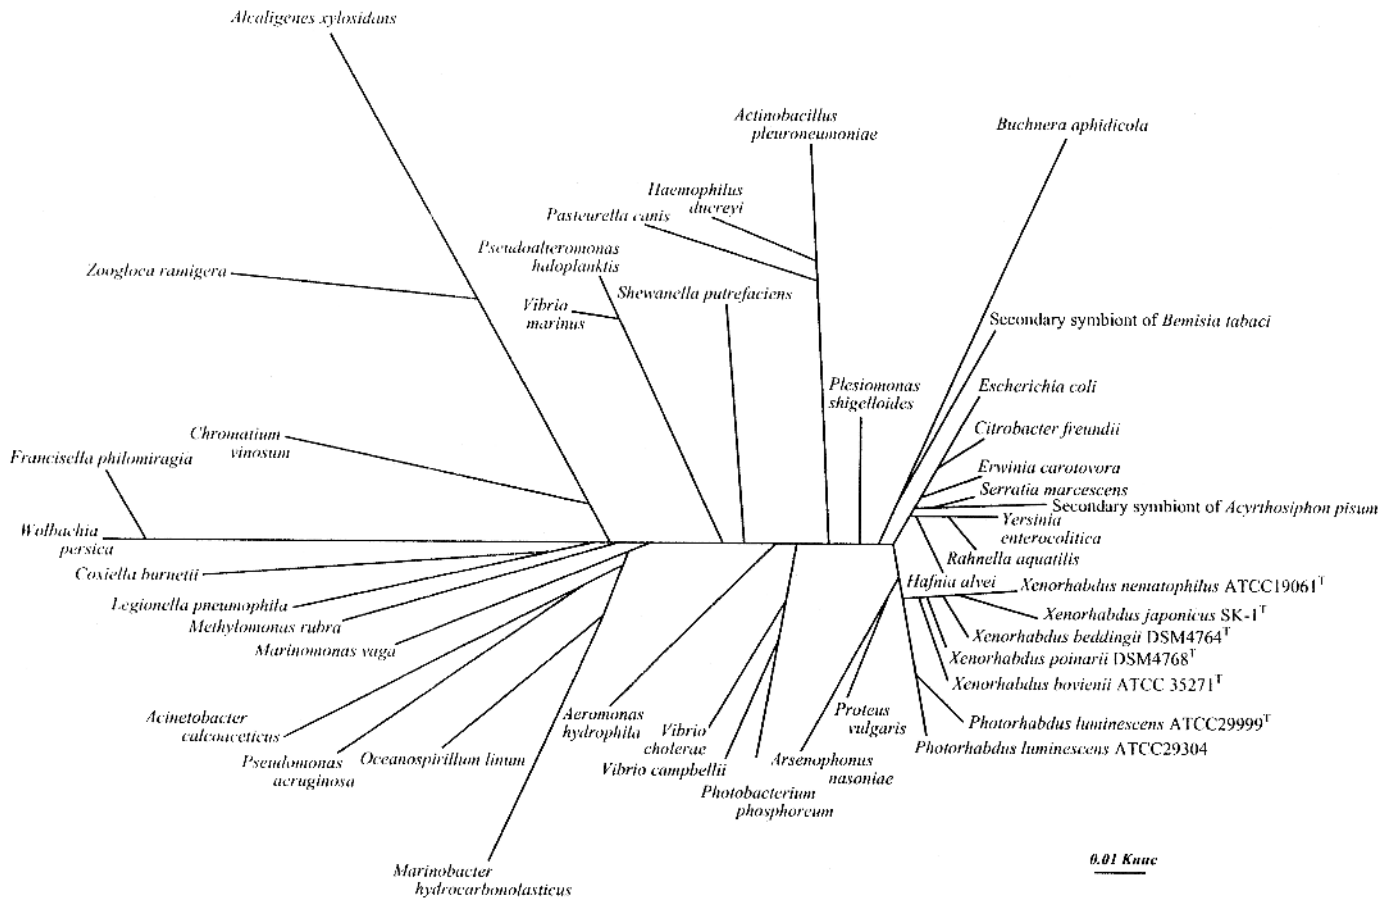 Alcaligenes xylosidans
Actinobacillus
pleuroneumoniae
Buchnera aphidicola
Haemophilus
ducreyi
Pasteurella canis
Pseudoalteromonas
haloplanktis
Zoogloea ramigera
Shewanella putrefaciens
Vibrio
marinus
Secondary symbiont of Bemisia tabaci
Plesiomonas
shigelloides
Escherichia coli
Chromatium
vinosum
Citrobacter freundii
Francisella philomiragia
Erwinia carotovora
Serratia marcescens
Secondary symbiont of Acyrthosiphon pisum
Yersinia
enterocolitica
Wolbachia
persica
Rahnella aquatilis
Coxiella burnetii
Hafnia alvei
Xenorhabdus nematophilus ATCC19061T
Legionella pneumophila
Xenorhabdus japonicus SK-1T
Methylomonas rubra
Xenorhabdus beddingii DSM4764T
Marinomonas vaga
Xenorhabdus poinarii DSM4768T
Xenorhabdus bovienii ATCC 35271T
Acinetobacter
calcoaceticus
Aeromonas
hydrophila
Proteus
vulgaris
Photorhabdus luminescens ATCC29999T
Vibrio
cholerae
Photorhabdus luminescens ATCC29304
Pseudomonas
aeruginosa
Oceanospirillum linum
Vibrio campbellii
Arsenophonus
nasoniae
Photobacterium
phosphoreum
Marinobacter
hydrocarbonolasticus
0.01 Knuc